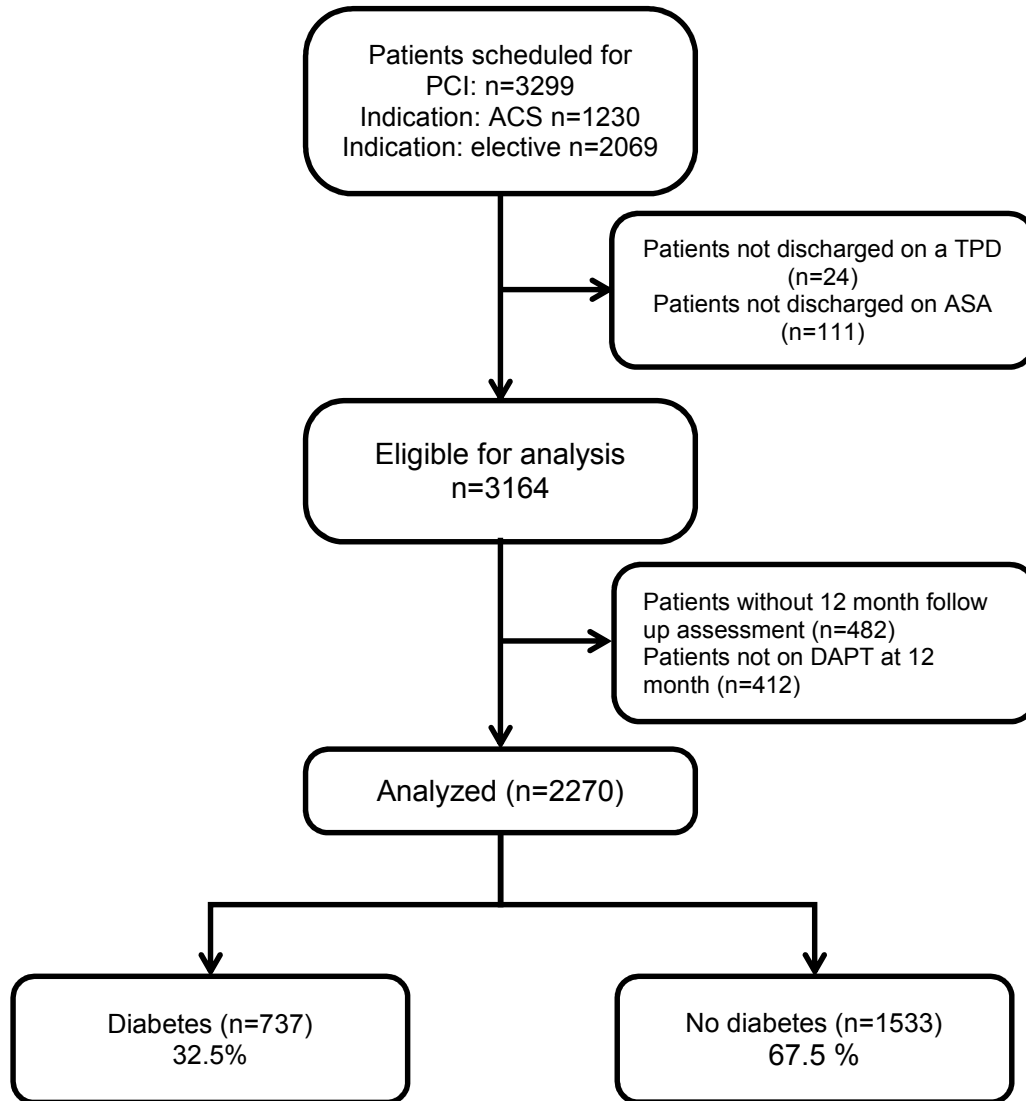 Patients scheduled for
PCI: n=3299
Indication: ACS n=1230
Indication: elective n=2069
Patients not discharged on a TPD
(n=24)
Patients not discharged on ASA
(n=111)
Eligible for analysis
n=3164
Patients without 12 month follow
up assessment (n=482)
Patients not on DAPT at 12
month (n=412)
Analyzed (n=2270)
Diabetes (n=737)
32.5%
No diabetes (n=1533)
67.5 %